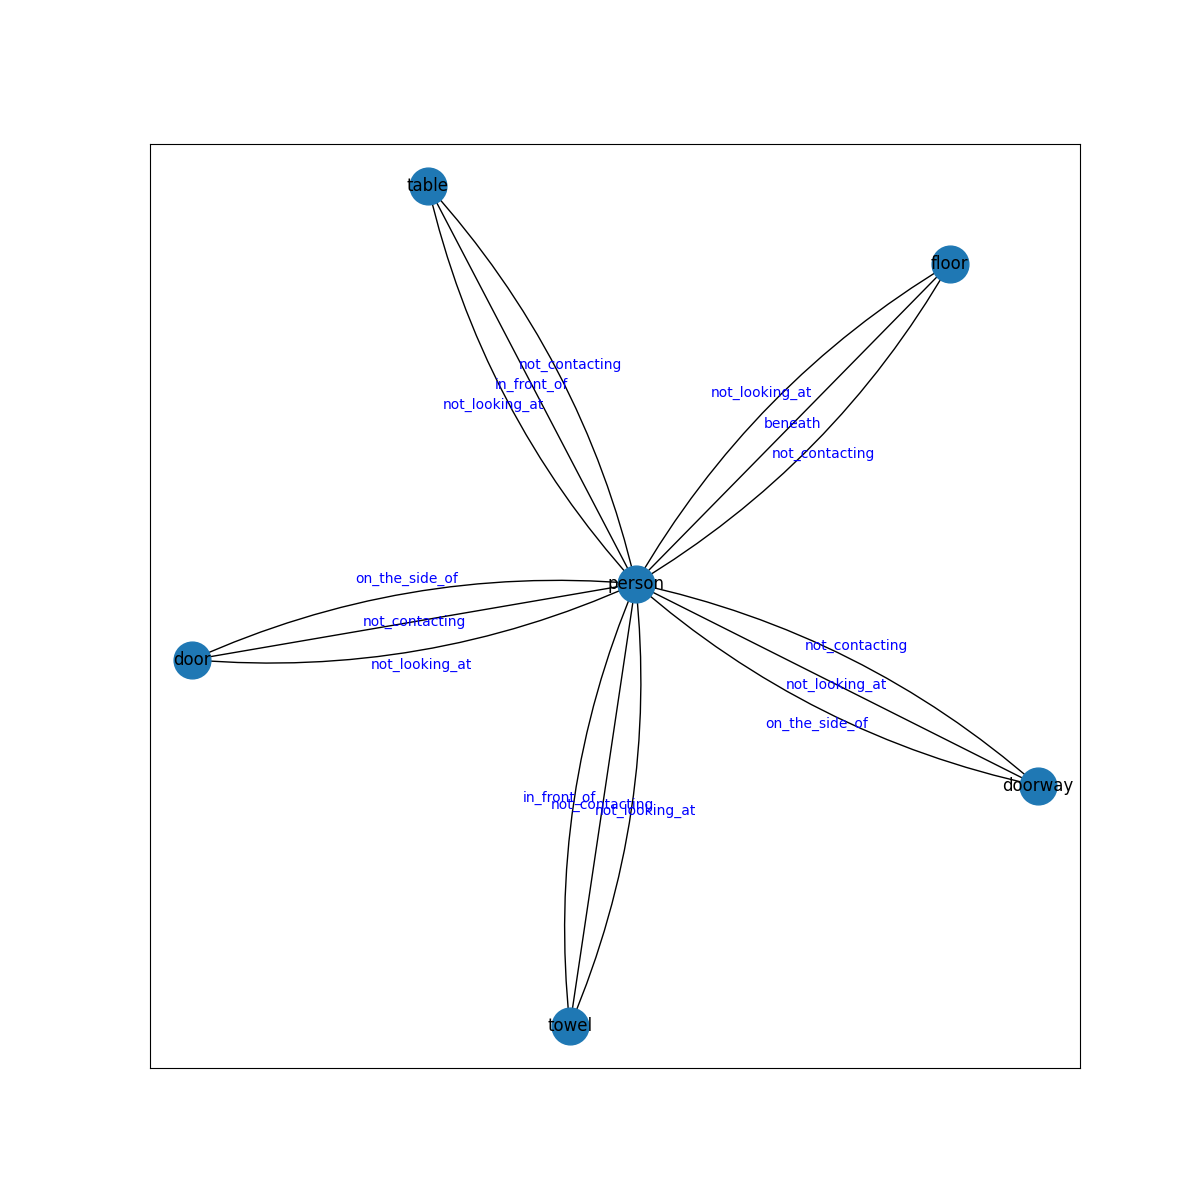 table
floor
not_contacting
in_front_of
not_looking_at
not_looking_at
beneath
not_contacting
person
on_the_side_of
not_contacting
not_looking_at
door
not_contacting
not_looking_at
on_the_side_of
doorway
in_front_of
not_contacting
not_looking_at
towel